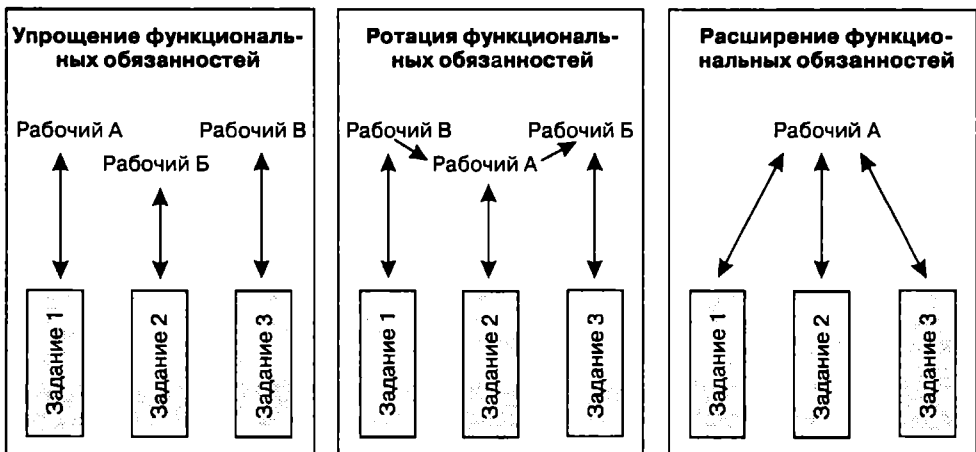 Упрощение функциональ-
ных обязанностей
Рабочий А
Рабочий Б
Рабочий В
Задание 1
Задание 2
Задание 3
Ротация функциональ-
ных обязанностей
Рабочий В
Рабочий А
Рабочий Б
Задание 1
Задание 2
Задание 3
Расширение функцио-
нальных обязанностей
Рабочий А
Задание 1
Задание 2
Задание 3